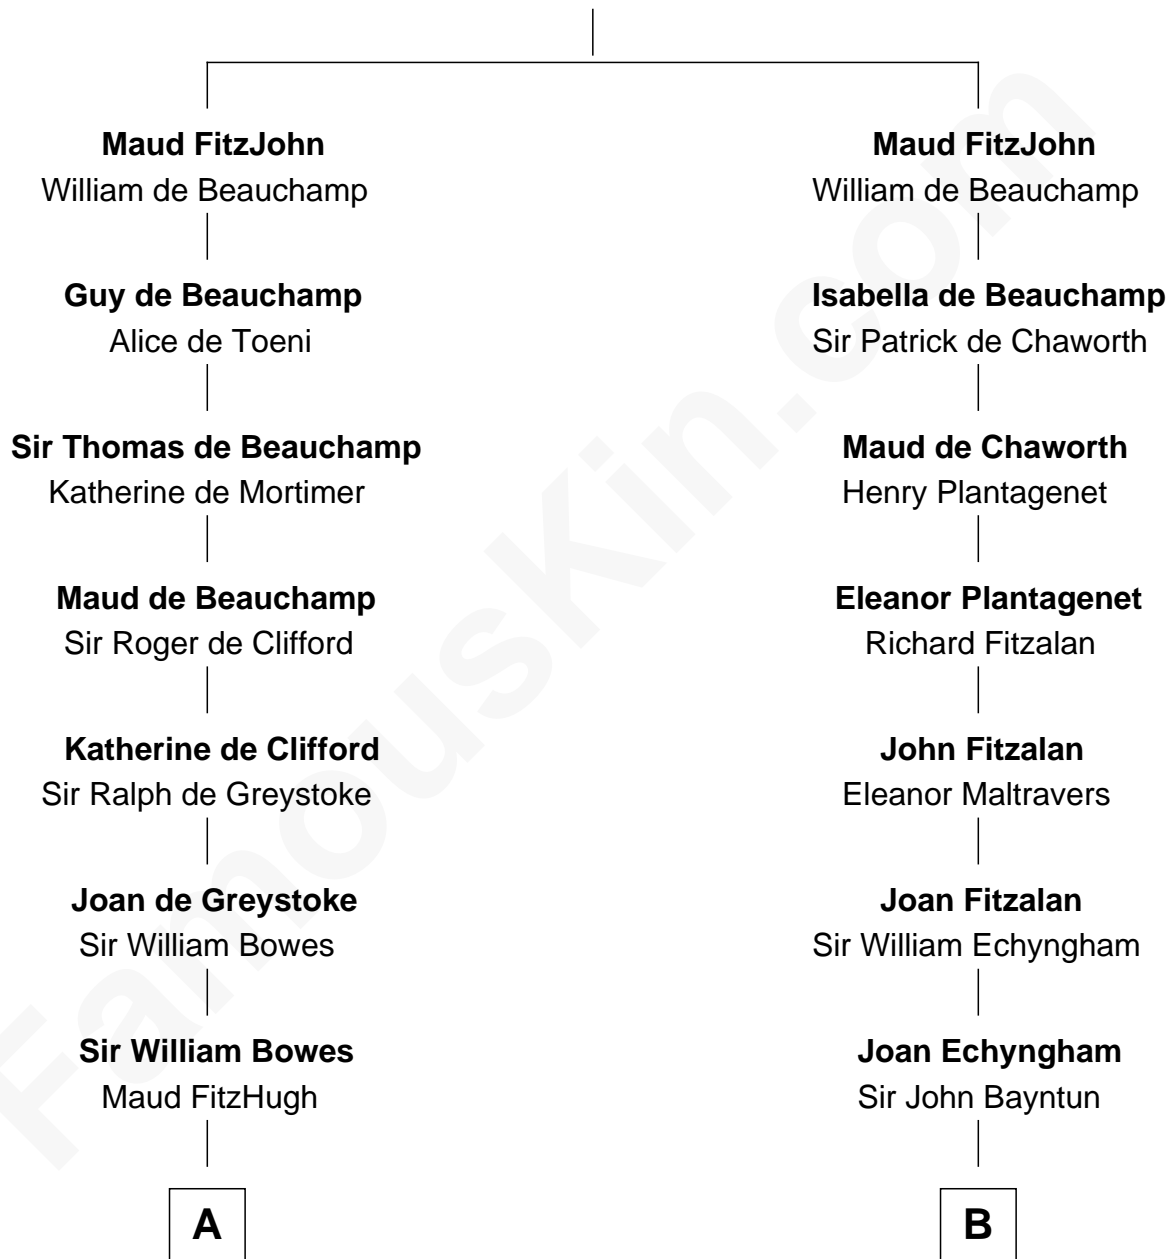 Maud FitzJohn
William de Beauchamp
Guy de Beauchamp
Alice de Toeni
Sir Thomas de Beauchamp
Katherine de Mortimer
Maud de Beauchamp
Sir Roger de Clifford
Katherine de Clifford
Sir Ralph de Greystoke
Joan de Greystoke
Sir William Bowes
Sir William Bowes
Maud FitzHugh
A
Maud FitzJohn
William de Beauchamp
Isabella de Beauchamp
Sir Patrick de Chaworth
Maud de Chaworth
Henry Plantagenet
Eleanor Plantagenet
Richard Fitzalan
John Fitzalan
Eleanor Maltravers
Joan Fitzalan
Sir William Echyngham
Joan Echyngham
Sir John Bayntun
B
FamousKin.com